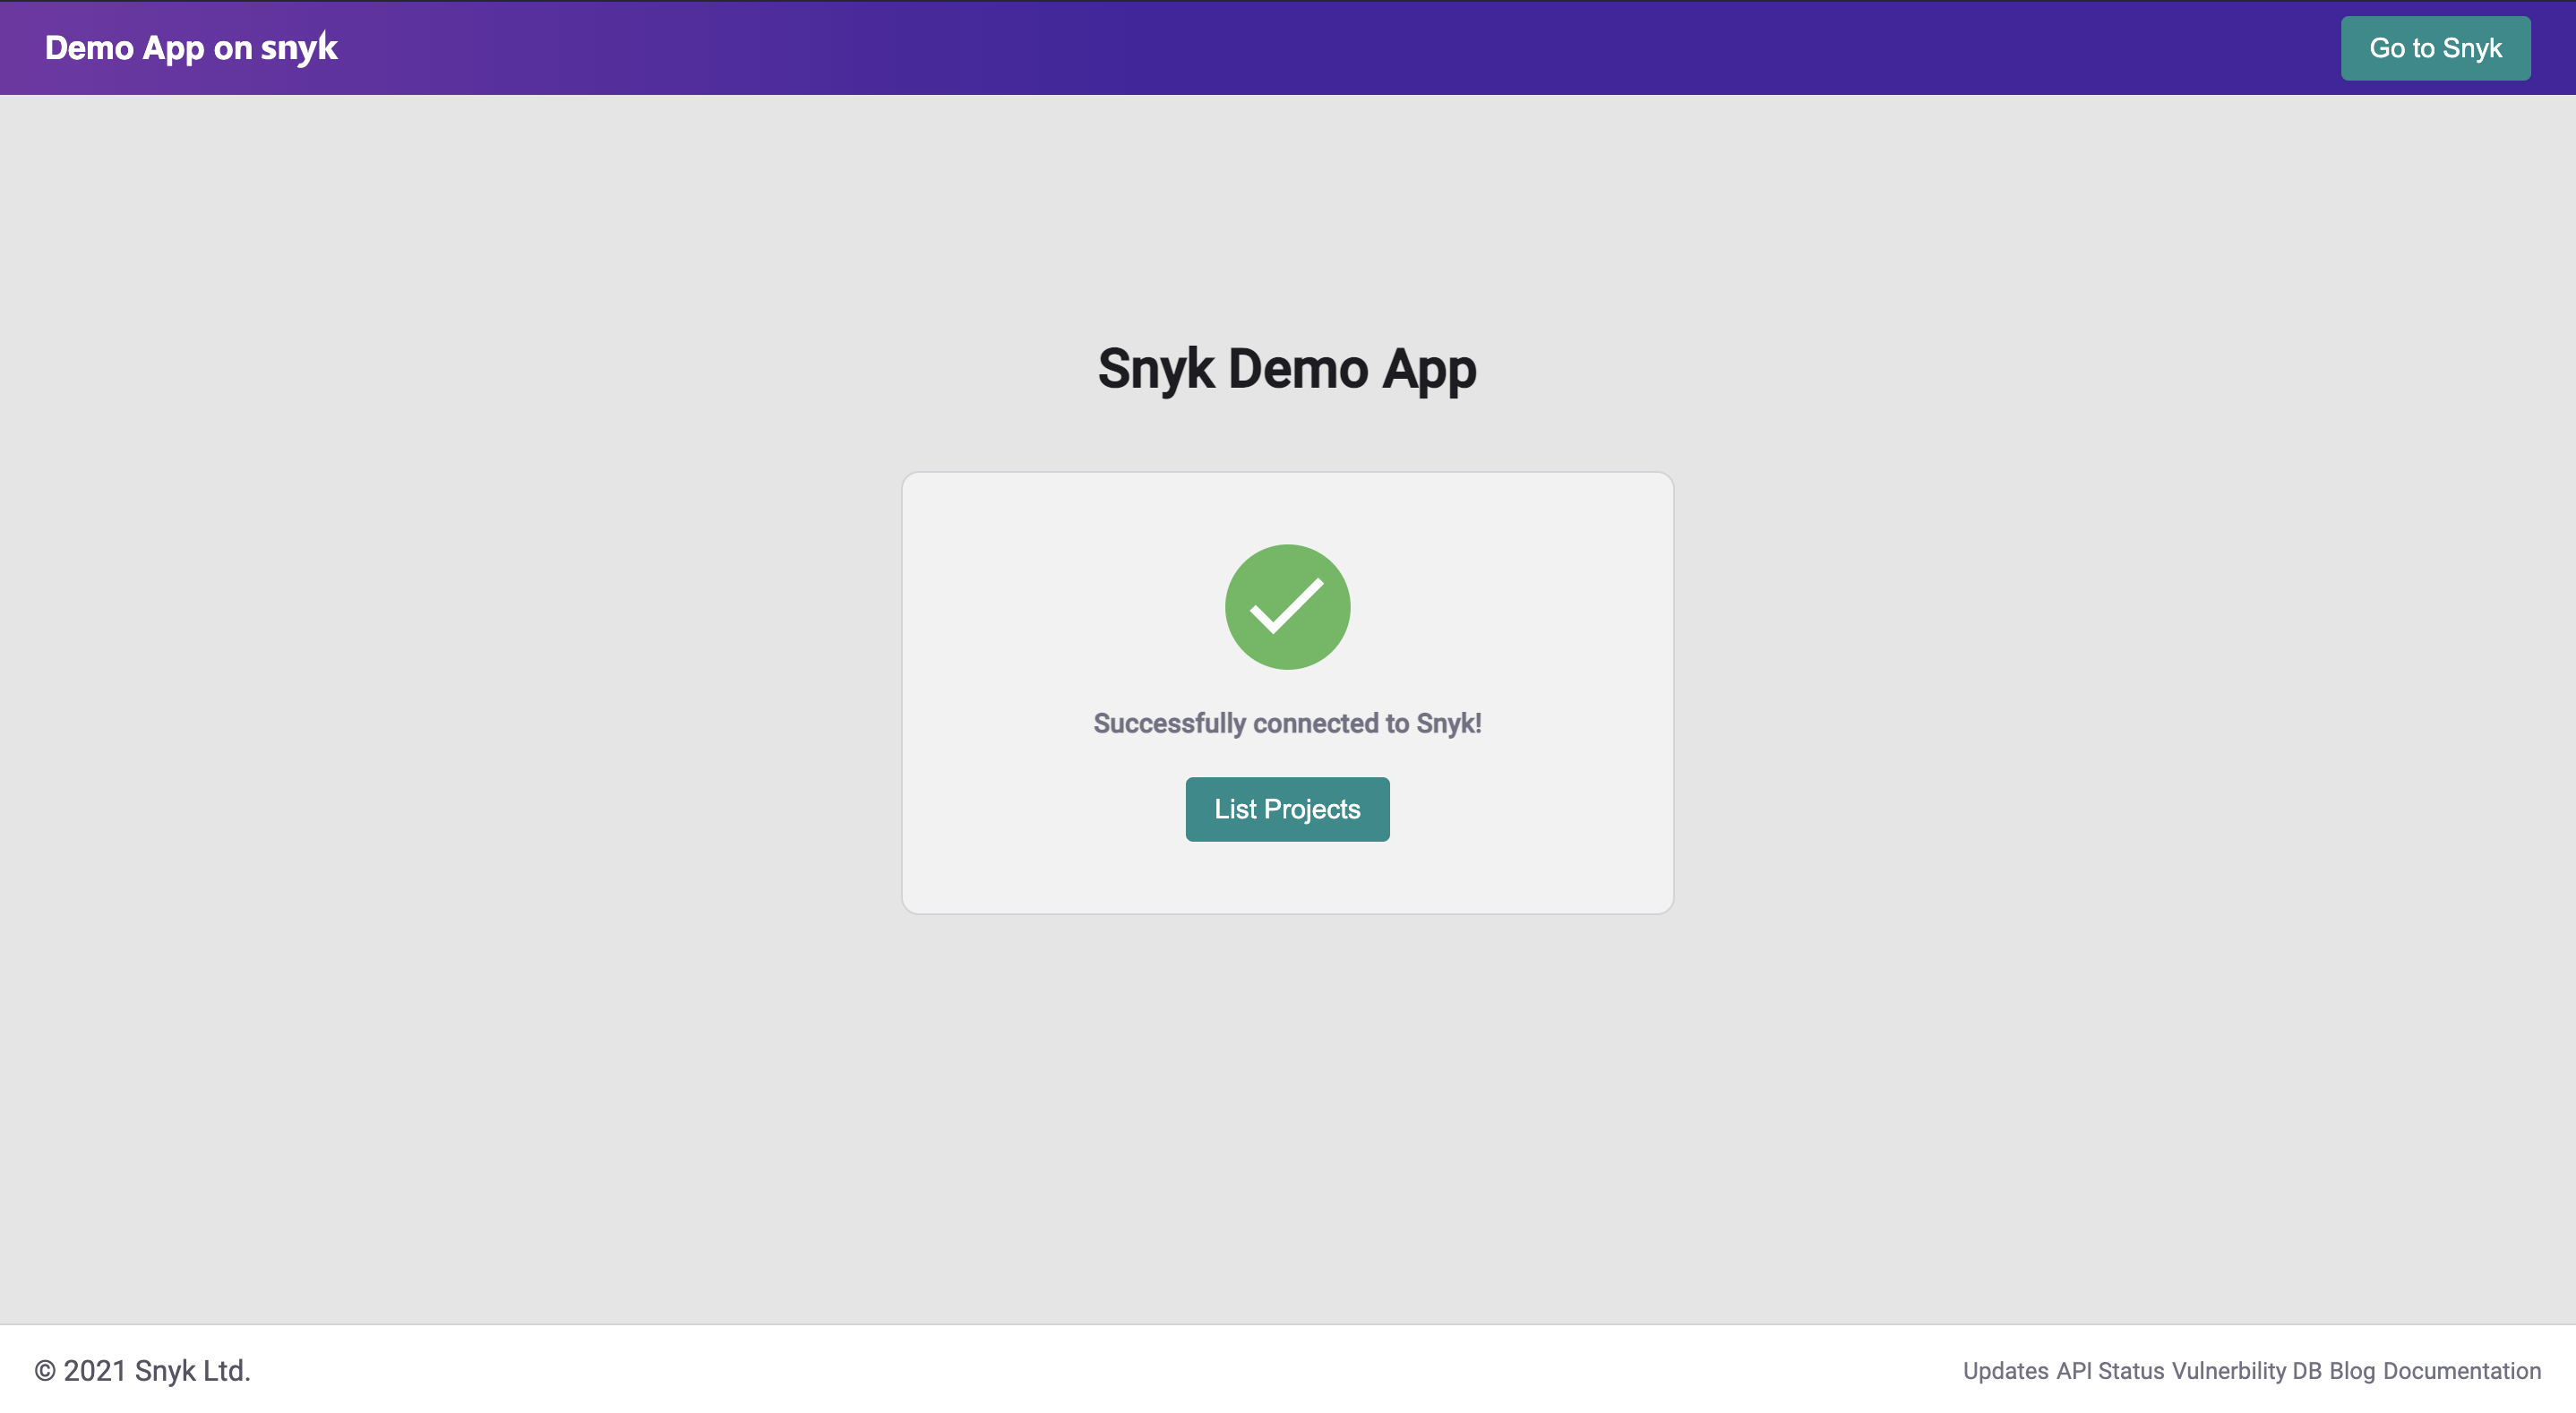 Demo App on snyk
Go to Snyk
Snyk Demo App
Successfully connected to Snyk!
List Projects
© 2021 Snyk Ltd.
Updates API Status Vulnerbility DB Blog Documentation